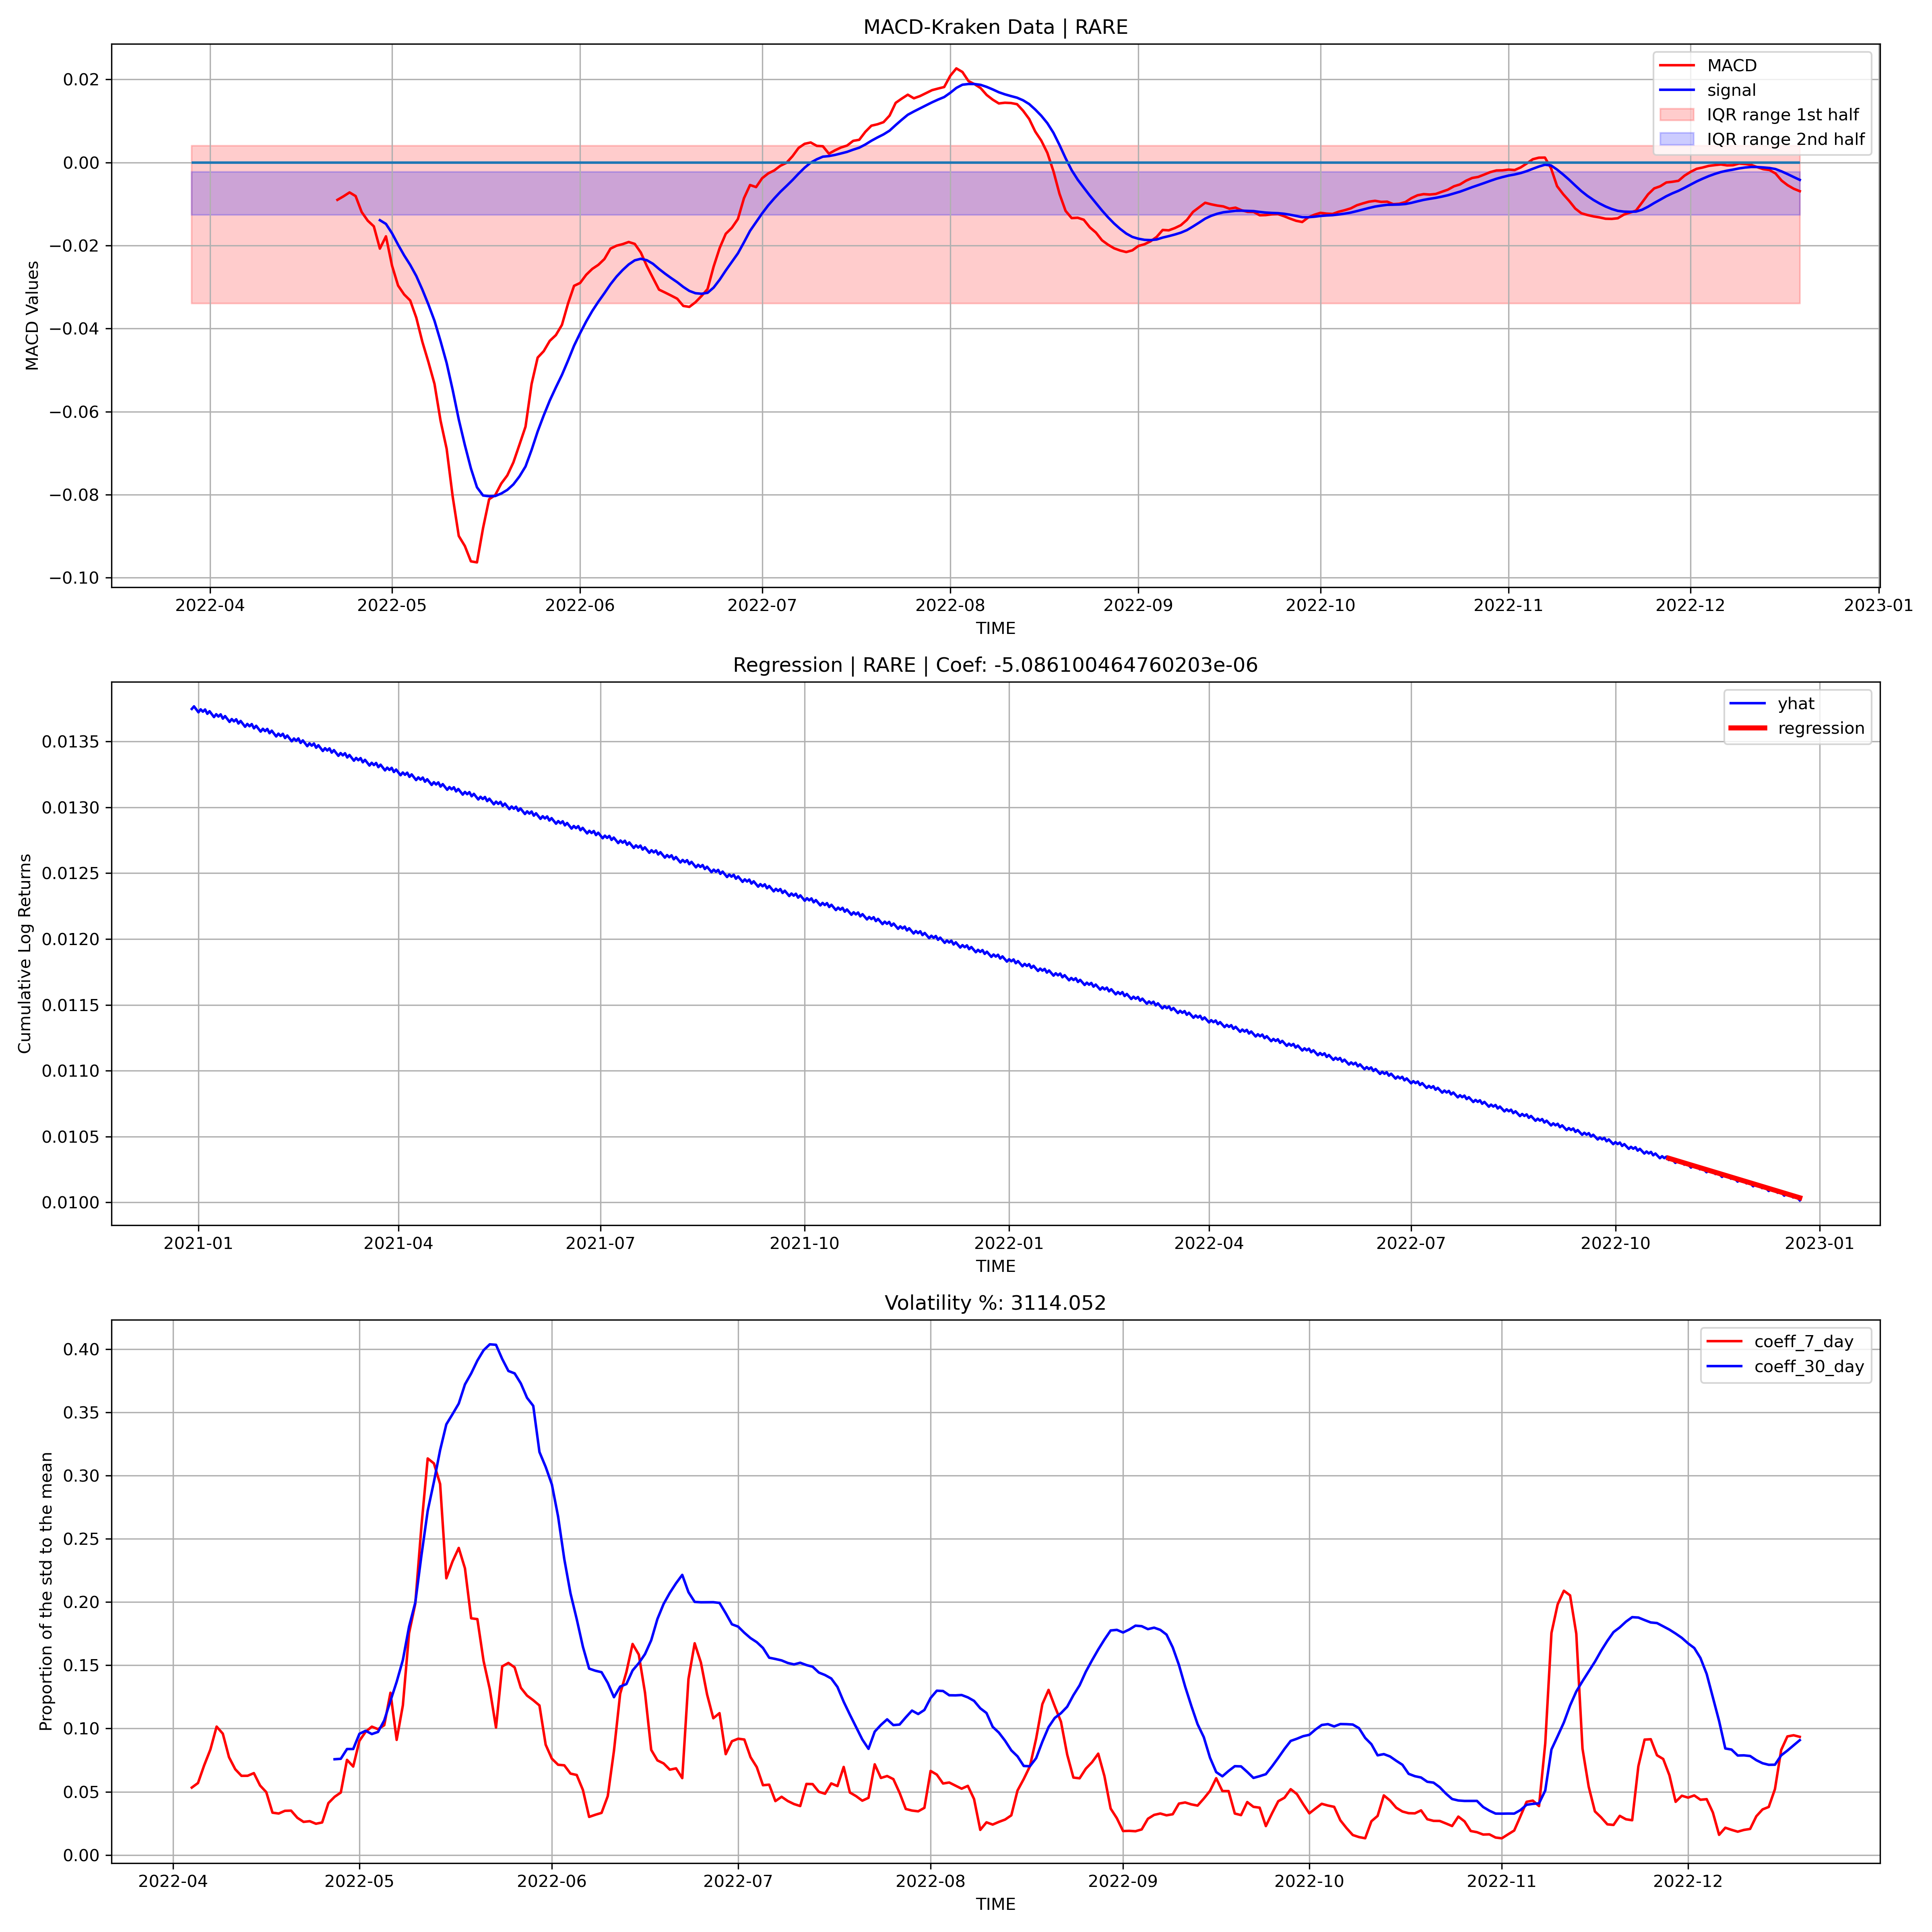 MACD-Kraken Data | RARE
MACD
signal
IQR range 1st half
IQR range 2nd half
MACD Values
0.02
0.00
−0.02
−0.04
−0.06
−0.08
−0.10
2022-04 2022-05 2022-06 2022-07 2022-08 2022-09 2022-10 2022-11 2022-12 2023-01
TIME
Regression | RARE | Coef: -5.086100464760203e-06
yhat
regression
Cumulative Log Returns
0.0135
0.0130
0.0125
0.0120
0.0115
0.0110
0.0105
0.0100
2021-01 2021-04 2021-07 2021-10 2022-01 2022-04 2022-07 2022-10 2023-01
TIME
Volatility %: 3114.052
coeff_7_day
coeff_30_day
Proportion of the std to the mean
0.40
0.35
0.30
0.25
0.20
0.15
0.10
0.05
0.00
2022-04 2022-05 2022-06 2022-07 2022-08 2022-09 2022-10 2022-11 2022-12
TIME